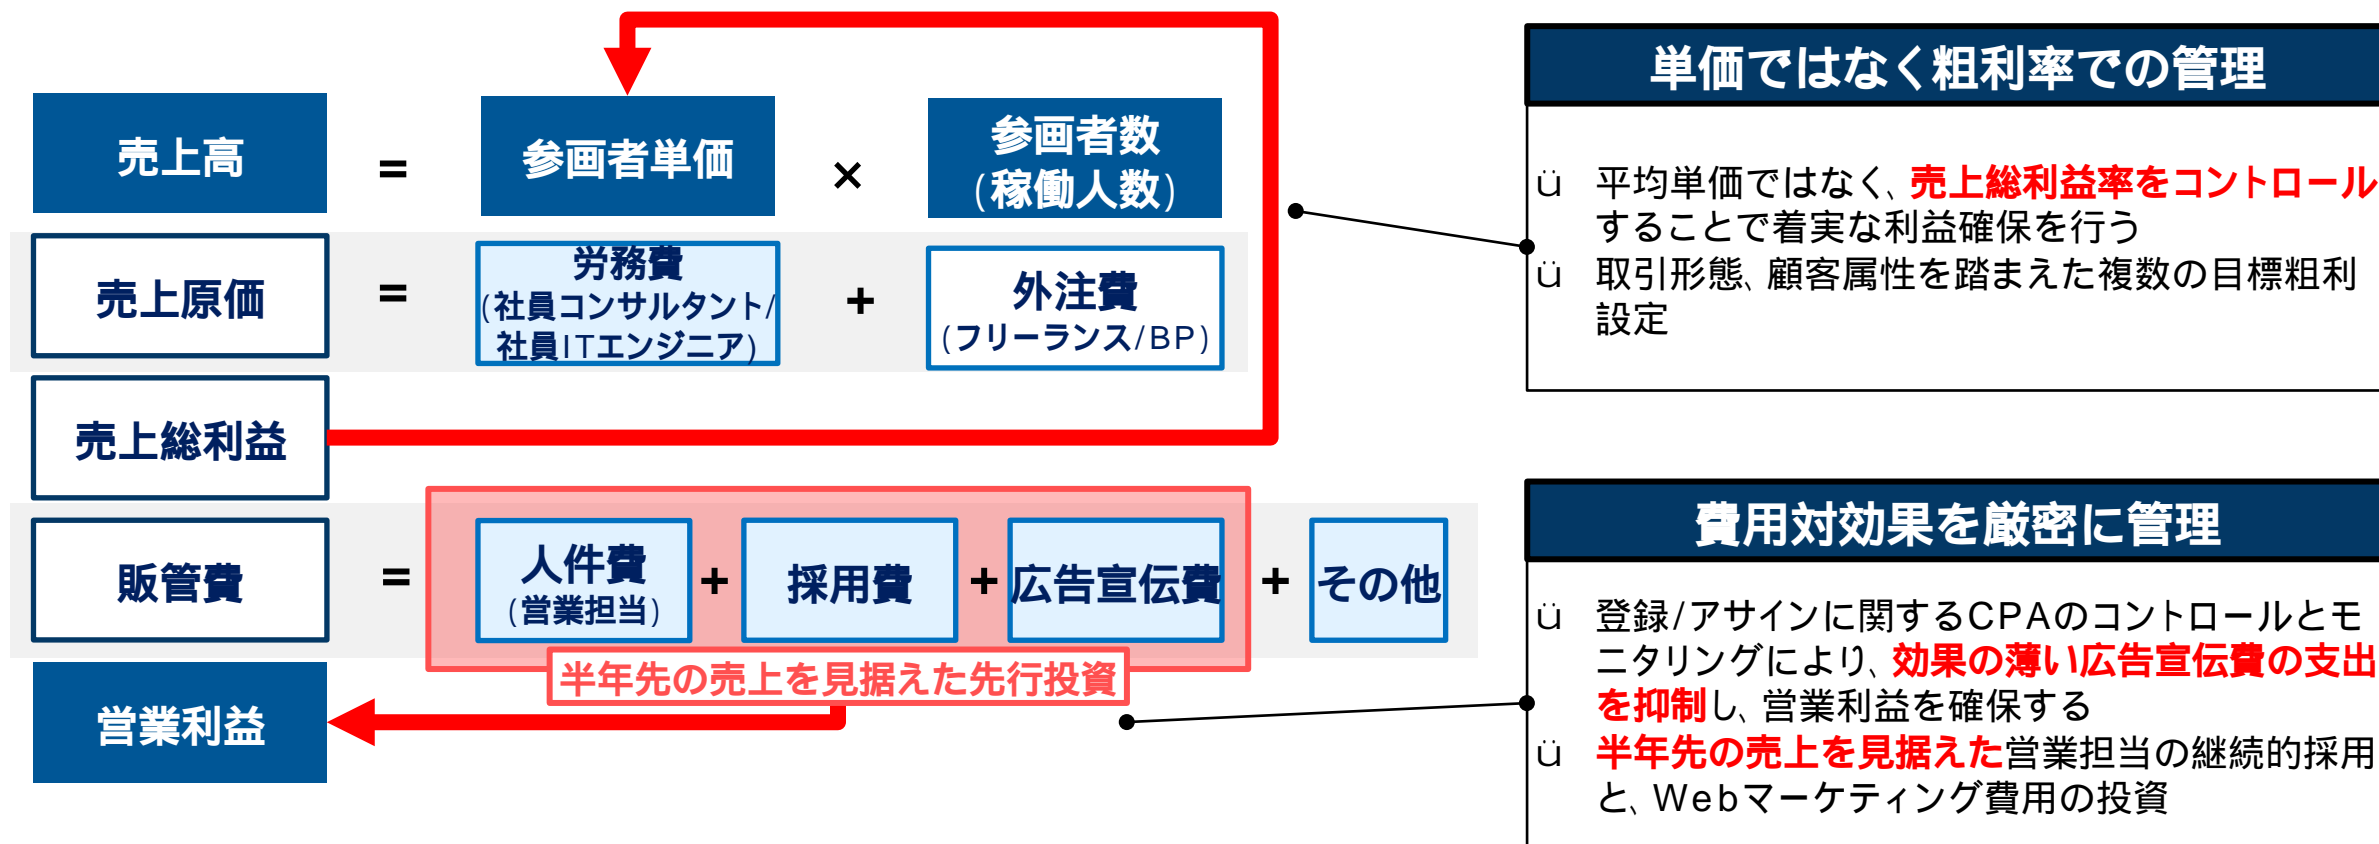 売上高
=
参画者単価
×
参画者数
(稼働人数)
売上原価
=
労務費
(社員コンサルタント/
社員ITエンジニア)
+
外注費
(フリーランス/BP)
売上総利益
販管費
=
人件費
(営業担当)
+
採用費
+
広告宣伝費
+
その他
半年先の売上を見据えた先行投資
営業利益
単価ではなく粗利率での管理
ü 平均単価ではなく、売上総利益率をコントロール
することで着実な利益確保を行う
ü 取引形態、顧客属性を踏まえた複数の目標粗利
設定
費用対効果を厳密に管理
ü 登録/アサインに関するCPAのコントロールとモ
ニタリングにより、効果の薄い広告宣伝費の支出
を抑制し、営業利益を確保する
ü 半年先の売上を見据えた営業担当の継続的採用
と、Webマーケティング費用の投資